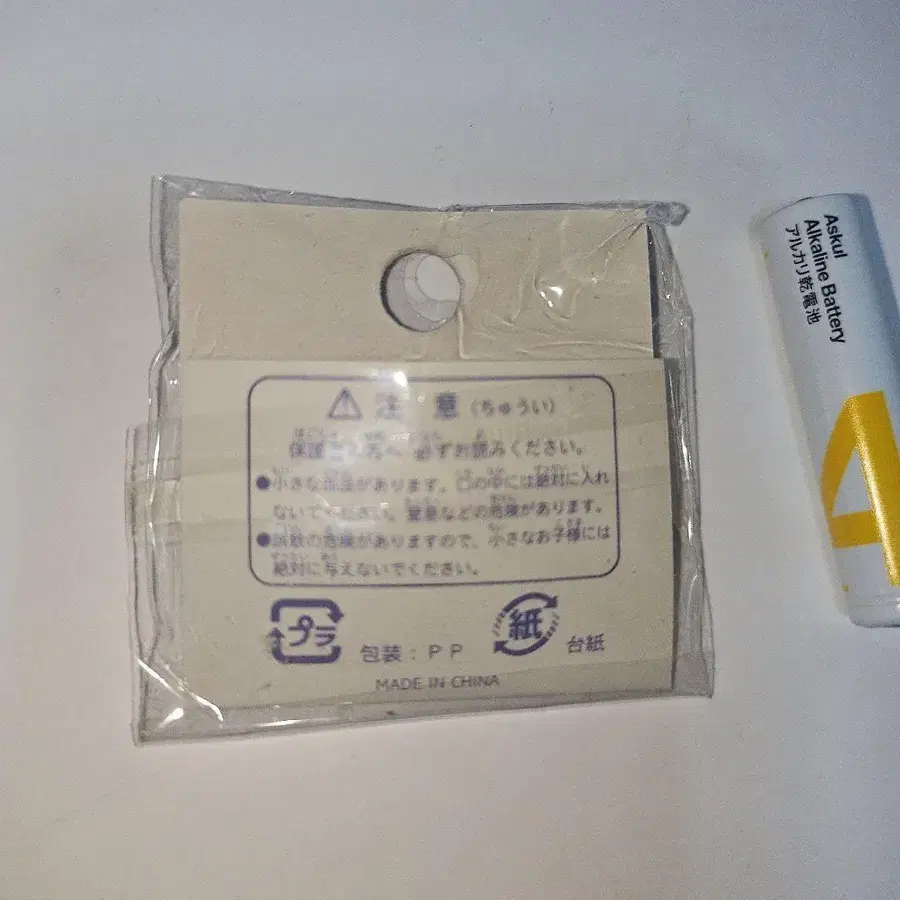 ⚠ 注意(ちゅうい)
保護者の方へ 必ずお読みください。
●小さな部品があります。口の中には絶対に入れ
ないでください。窒息などの危険があります。
●誤飲の危険がありますので、小さなお子様には
絶対に与えないでください。
プラ
包装:PP
紙
台紙
MADE IN CHINA
Askul
Alkaline Battery
アルカリ乾電池
4